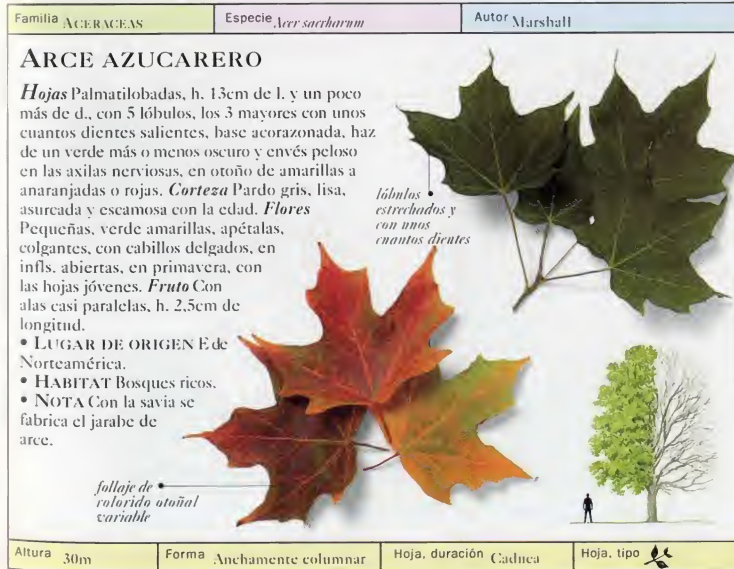 Familia ACERACEAS
Especie Acer saccharum
Autor Marshall
ARCE AZUCARERO
Hojas Palmatilobadas, h. 13cm de l. y un poco
más de d., con 5 lóbulos, los 3 mayores con unos
cuantos dientes salientes, base acorazonada, haz
de un verde más o menos oscuro y envés peloso
en las axilas nerviosas, en otoño de amarillas a
anaranjadas o rojas. Corteza Pardo gris, lisa,
asurcada y escamosa con la edad. Flores
Pequeñas, verde amarillas, apétalas,
colgantes, con cabillos delgados, en
infls. abiertas, en primavera, con
las hojas jóvenes. Fruto Con
alas casi paralelas, h. 2,5cm de
longitud.
• LUGAR DE ORIGEN E de
Norteamérica.
• HABITAT Bosques ricos.
• NOTA Con la savia se
fabrica el jarabe de
arce.
lóbulos
estrechados y
con unos
cuantos dientes
follaje de
colorido otoñal
variable
Altura 30m
Forma Anchamente columnar
Hoja, duración Caduca
Hoja, tipo